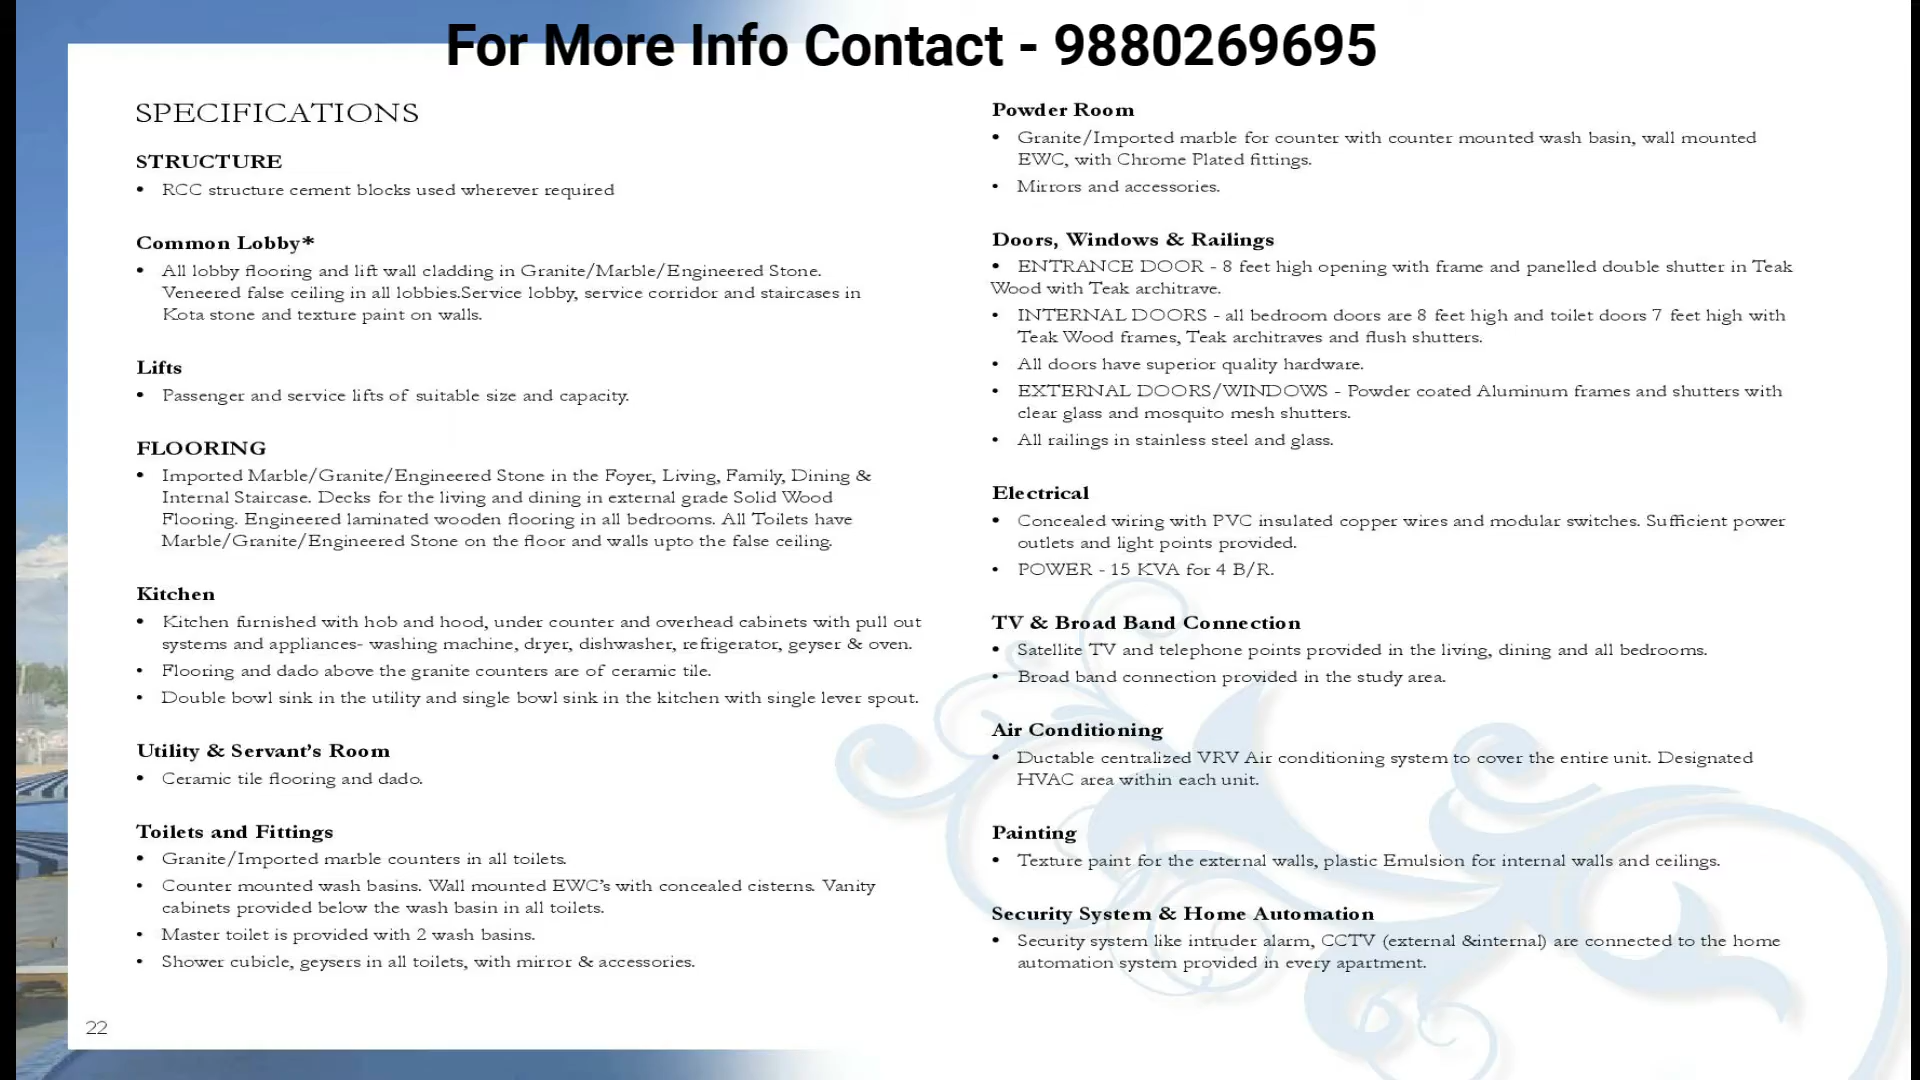 For More Info Contact - 9880269695
SPECIFICATIONS
STRUCTURE
• RCC structure cement blocks used wherever required
Common Lobby*
• All lobby flooring and lift wall cladding in Granite/Marble/Engineered Stone.
Veneered false ceiling in all lobbies.Service lobby, service corridor and staircases in
Kota stone and texture paint on walls.
Lifts
• Passenger and service lifts of suitable size and capacity.
FLOORING
• Imported Marble/Granite/Engineered Stone in the Foyer, Living, Family, Dining &
Internal Staircase. Decks for the living and dining in external grade Solid Wood
Flooring. Engineered laminated wooden flooring in all bedrooms. All Toilets have
Marble/Granite/Engineered Stone on the floor and walls upto the false ceiling.
Kitchen
• Kitchen furnished with hob and hood, under counter and overhead cabinets with pull out
systems and appliances- washing machine, dryer, dishwasher, refrigerator, geyser & oven.
• Flooring and dado above the granite counters are of ceramic tile.
• Double bowl sink in the utility and single bowl sink in the kitchen with single lever spout.
Utility & Servant's Room
• Ceramic tile flooring and dado.
Toilets and Fittings
• Granite/Imported marble counters in all toilets.
• Counter mounted wash basins. Wall mounted EWC's with concealed cisterns. Vanity
cabinets provided below the wash basin in all toilets.
• Master toilet is provided with 2 wash basins.
• Shower cubicle, geysers in all toilets, with mirror & accessories.
22
Powder Room
• Granite/Imported marble for counter with counter mounted wash basin, wall mounted
EWC, with Chrome Plated fittings.
• Mirrors and accessories.
Doors, Windows & Railings
• ENTRANCE DOOR - 8 feet high opening with frame and panelled double shutter in Teak
Wood with Teak architrave.
• INTERNAL DOORS - all bedroom doors are 8 feet high and toilet doors 7 feet high with
Teak Wood frames, Teak architraves and flush shutters.
• All doors have superior quality hardware.
• EXTERNAL DOORS/WINDOWS - Powder coated Aluminum frames and shutters with
clear glass and mosquito mesh shutters.
• All railings in stainless steel and glass.
Electrical
• Concealed wiring with PVC insulated copper wires and modular switches. Sufficient power
outlets and light points provided.
• POWER - 15 KVA for 4 B/R.
TV & Broad Band Connection
• Satellite TV and telephone points provided in the living, dining and all bedrooms.
• Broad band connection provided in the study area.
Air Conditioning
• Ductable centralized VRV Air conditioning system to cover the entire unit. Designated
HVAC area within each unit.
Painting
• Texture paint for the external walls, plastic Emulsion for internal walls and ceilings.
Security System & Home Automation
• Security system like intruder alarm, CCTV (external &internal) are connected to the home
automation system provided in every apartment.